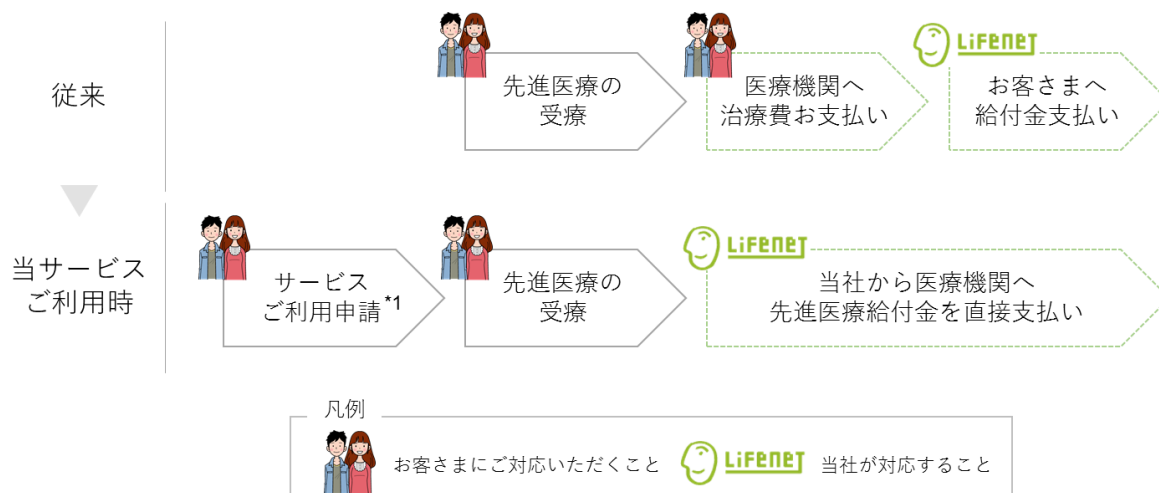 従来
先進医療の
受療
医療機関へ
治療費お支払い
LIFENET
お客さまへ
給付金支払い
当サービス
ご利用時
サービス
ご利用申請*1
先進医療の
受療
LIFENET
当社から医療機関へ
先進医療給付金を直接支払い
凡例
お客さまにご対応いただくこと
LIFENET
当社が対応すること